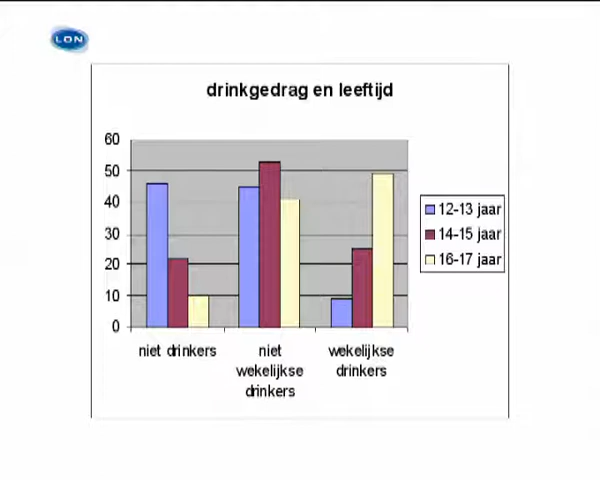 LON
drinkgedrag en leeftijd
60
50
40
30
20
10
0
niet drinkers
niet
wekelijkse
drinkers
wekelijkse
drinkers
12-13 jaar
14-15 jaar
16-17 jaar